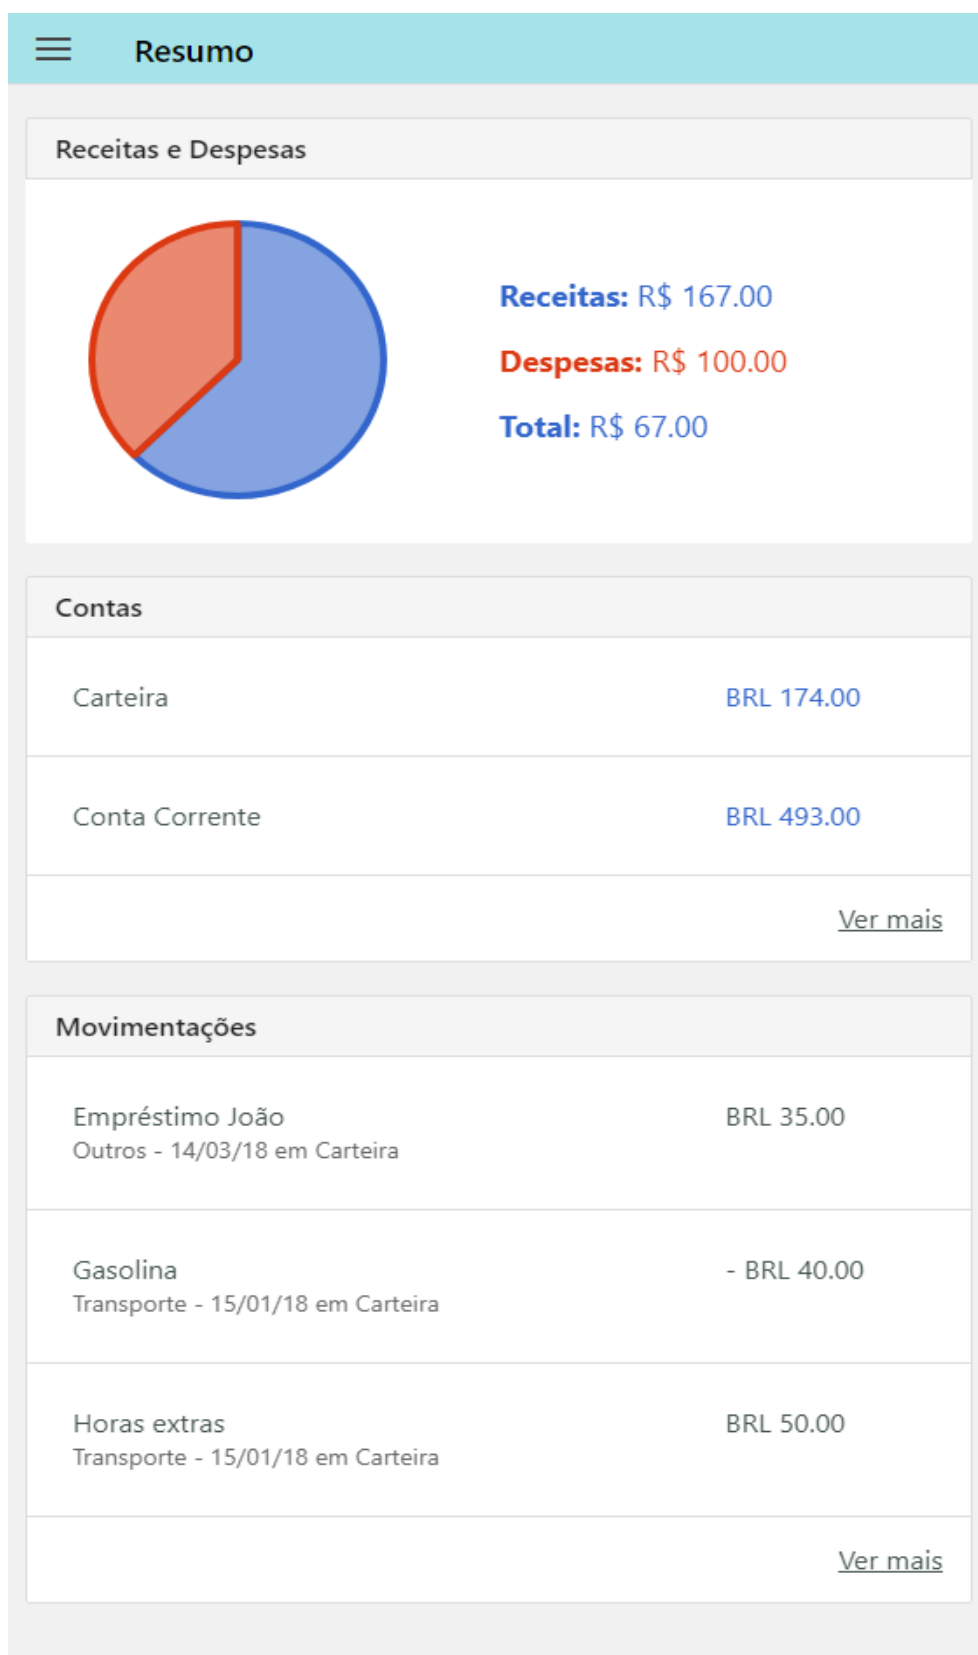 Resumo
Receitas e Despesas
Receitas: R$ 167.00
Despesas: R$ 100.00
Total: R$ 67.00
Contas
Carteira BRL 174.00
Conta Corrente BRL 493.00
Ver mais
Movimentações
Empréstimo João BRL 35.00
Outros - 14/03/18 em Carteira
Gasolina - BRL 40.00
Transporte - 15/01/18 em Carteira
Horas extras BRL 50.00
Transporte - 15/01/18 em Carteira
Ver mais